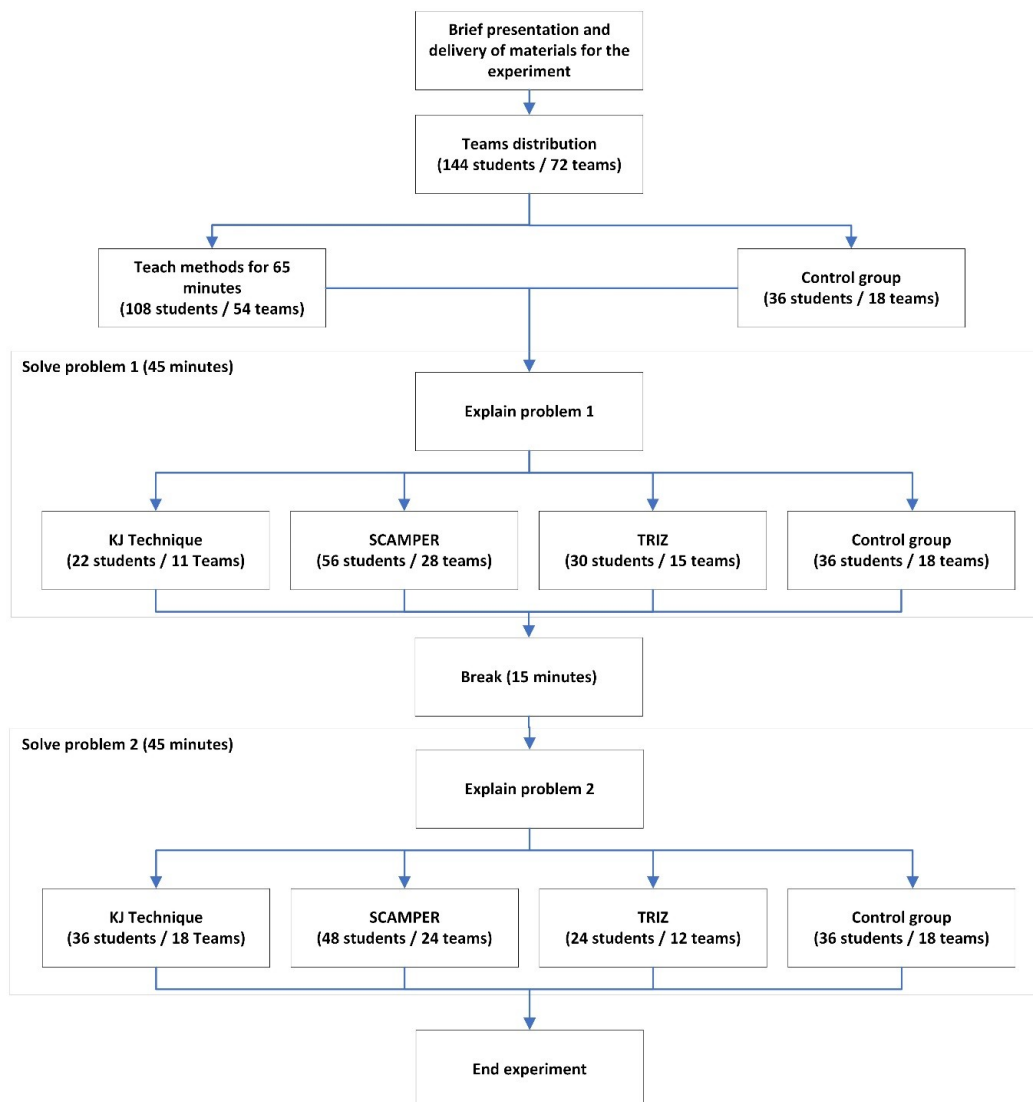 Brief presentation and
delivery of materials for the
experiment
Teams distribution
(144 students / 72 teams)
Teach methods for 65
minutes
(108 students / 54 teams)
Control group
(36 students / 18 teams)
Solve problem 1 (45 minutes)
Explain problem 1
KJ Technique
(22 students / 11 Teams)
SCAMPER
(56 students / 28 teams)
TRIZ
(30 students / 15 teams)
Control group
(36 students / 18 teams)
Break (15 minutes)
Solve problem 2 (45 minutes)
Explain problem 2
KJ Technique
(36 students / 18 Teams)
SCAMPER
(48 students / 24 teams)
TRIZ
(24 students / 12 teams)
Control group
(36 students / 18 teams)
End experiment